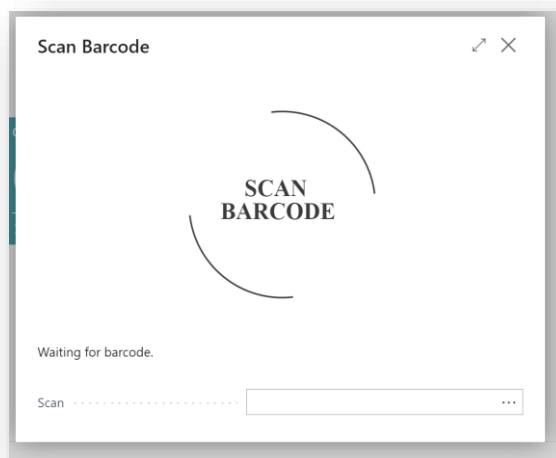 Scan Barcode
SCAN
BARCODE
Waiting for barcode.
Scan